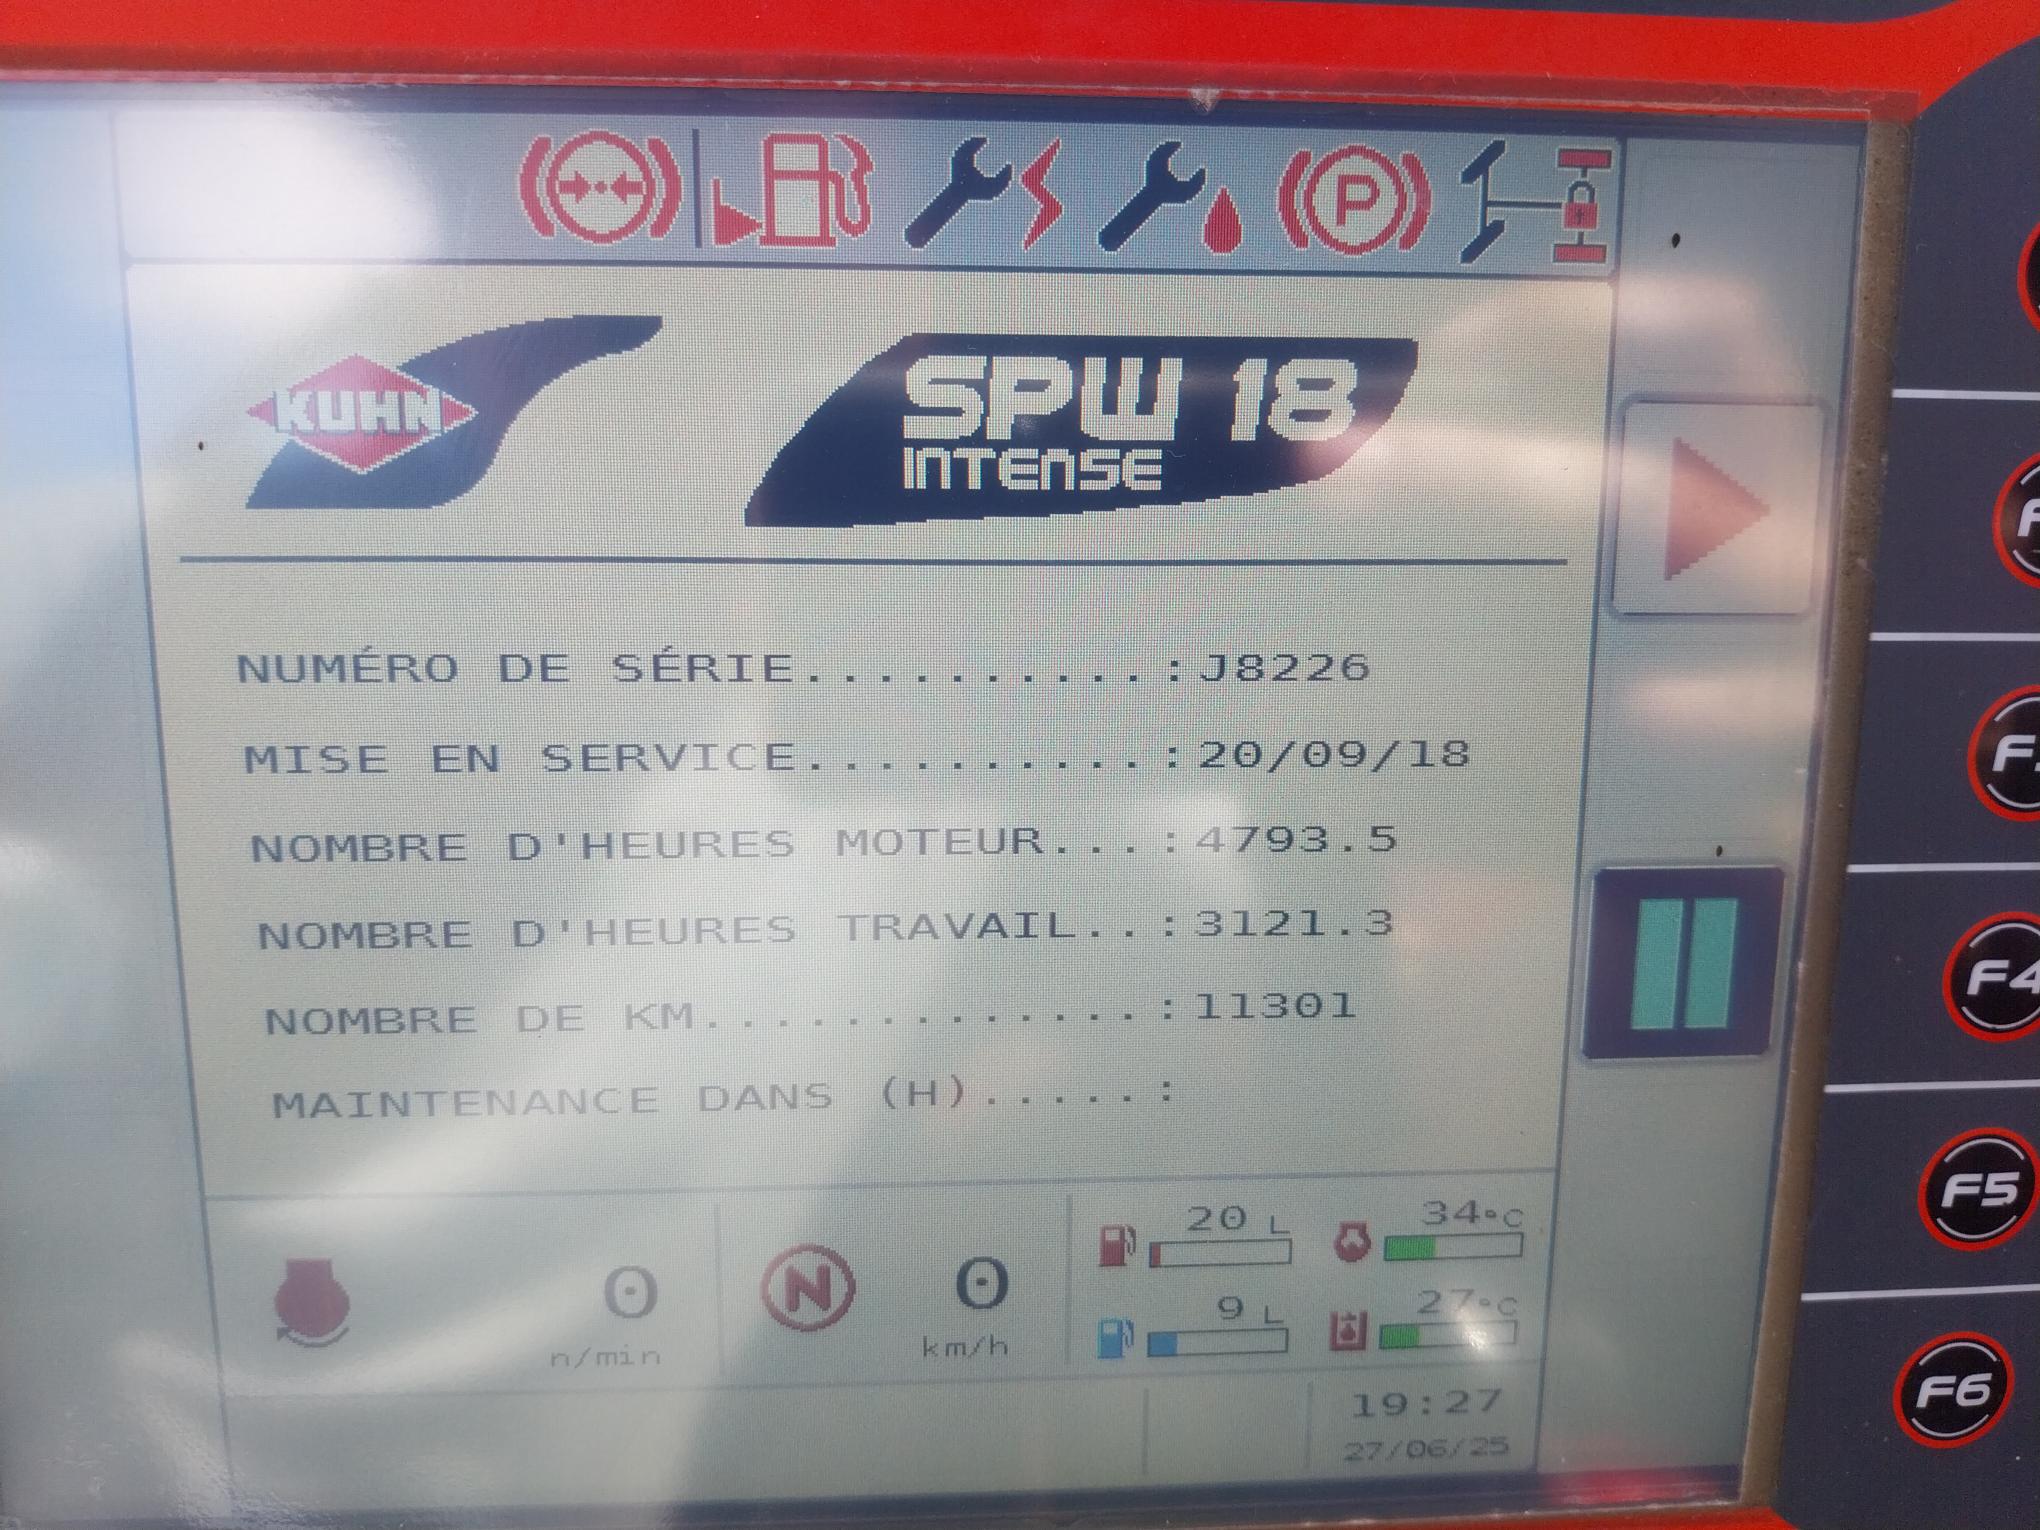 P
KUHN
SPW 18
INTENSE
NUMÉRO DE SÉRIE..........:J8226
MISE EN SERVICE..........:20/09/18
NOMBRE D'HEURES MOTEUR...:4793.5
NOMBRE D'HEURES TRAVAIL..:3121.3
NOMBRE DE KM.............:11301
MAINTENANCE DANS (H).....:
0
n/min
N
0
km/h
20 L
34°C
9 L
27°C
19:27
27/06/25
F4
F5
F6